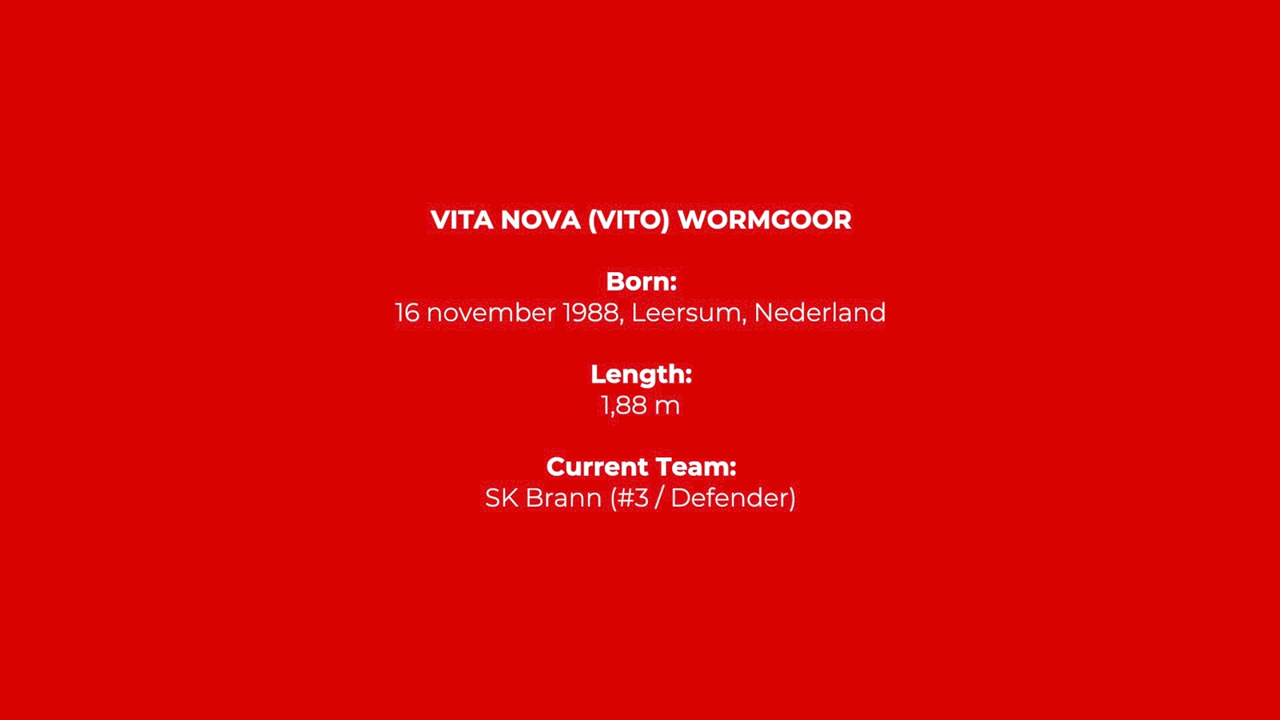 VITA NOVA (VITO) WORMGOOR
Born:
16 november 1988, Leersum, Nederland
Length:
1,88 m
Current Team:
SK Brann (#3 / Defender)